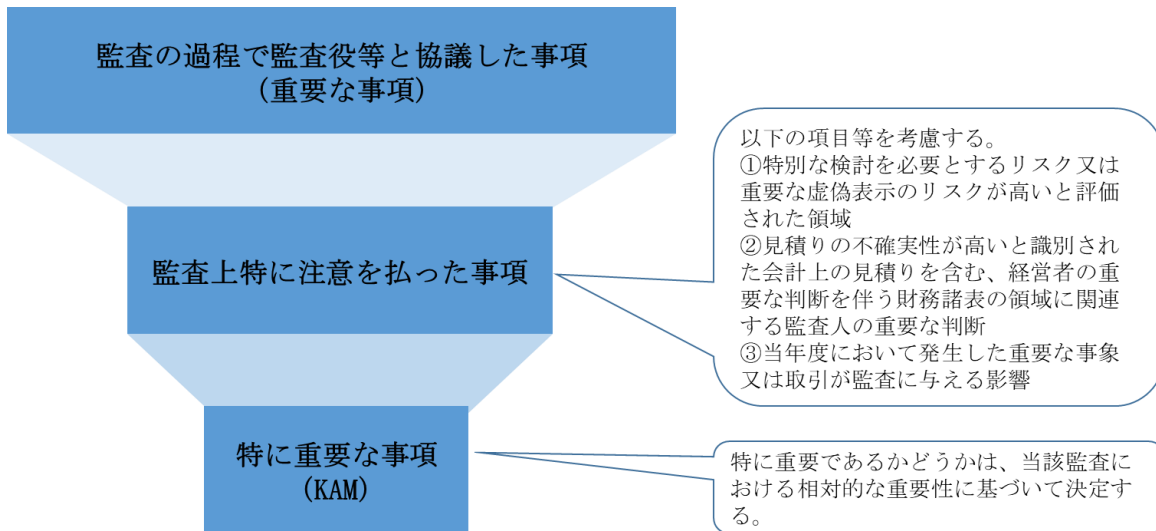 監査の過程で監査役等と協議した事項
(重要な事項)
以下の項目等を考慮する。
①特別な検討を必要とするリスク又は
重要な虚偽表示のリスクが高いと評価
された領域
②見積りの不確実性が高いと識別され
た会計上の見積りを含む、経営者の重
要な判断を伴う財務諸表の領域に関連
する監査人の重要な判断
③当年度において発生した重要な事象
又は取引が監査に与える影響
監査上特に注意を払った事項
特に重要な事項
(KAM)
特に重要であるかどうかは、当該監査に
おける相対的な重要性に基づいて決定す
る。